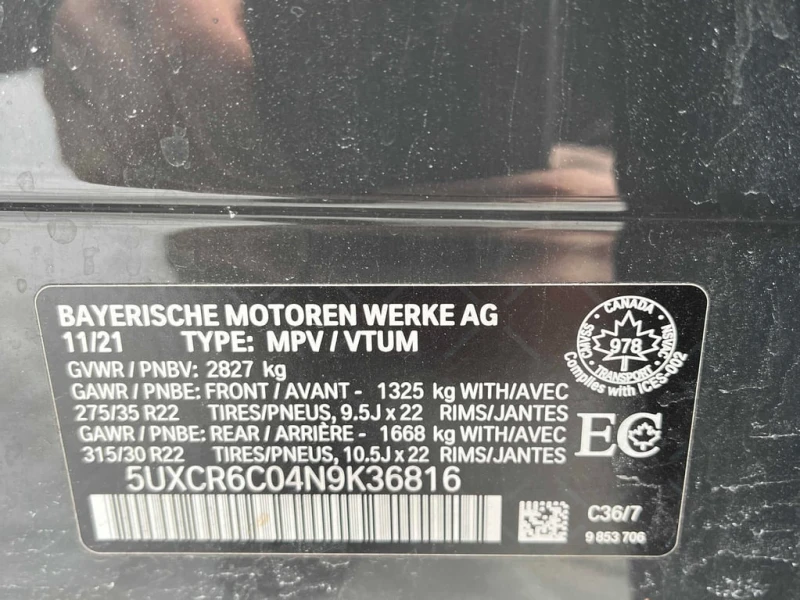 BAYERISCHE MOTOREN WERKE AG
11/21 TYPE: MPV / VTUM
GVWR / PNBV: 2827 kg
GAWR / PNBE: FRONT / AVANT - 1325 kg WITH/AVEC
275/35 R22 TIRES/PNEUS, 9.5J x 22 RIMS/JANTES
GAWR / PNBE: REAR / ARRIÈRE - 1668 kg WITH/AVEC
315/30 R22 TIRES/PNEUS, 10.5J x 22 RIMS/JANTES
5UXCR6C04N9K36816
CANADA
CMVSS
978
NSVAC
TRANSPORT
Complies with ICES-002
EC
C36/7
9 853 706